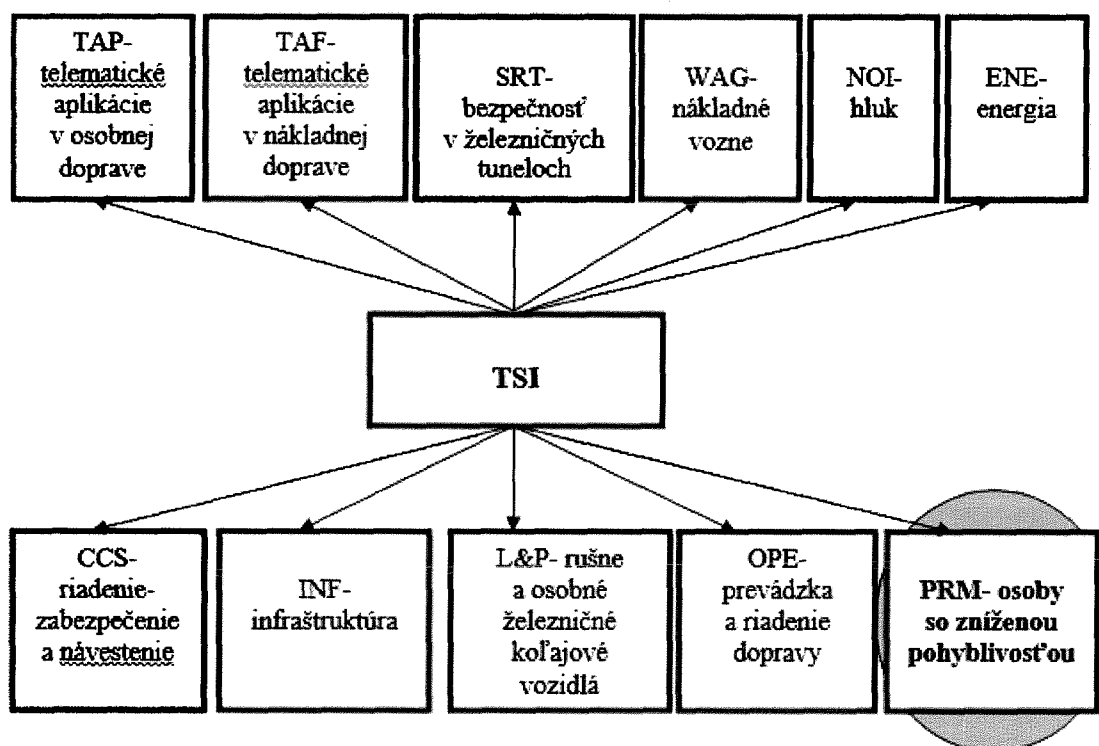 TAP-
telematické
aplikácie
v osobnej
doprave
TAF-
telematické
aplikácie
v nákladnej
doprave
SRT-
bezpečnosť
v železničných
tuneloch
WAG-
nákladné
vozne
NOI-
hluk
ENE-
energia
TSI
CCS-
riadenie-
zabezpečenie
a návestenie
INF-
infraštruktúra
L&P- rušne
a osobné
železničné
koľajové
vozidlá
OPE-
prevádzka
a riadenie
dopravy
PRM- osoby
so zníženou
pohyblivosťou